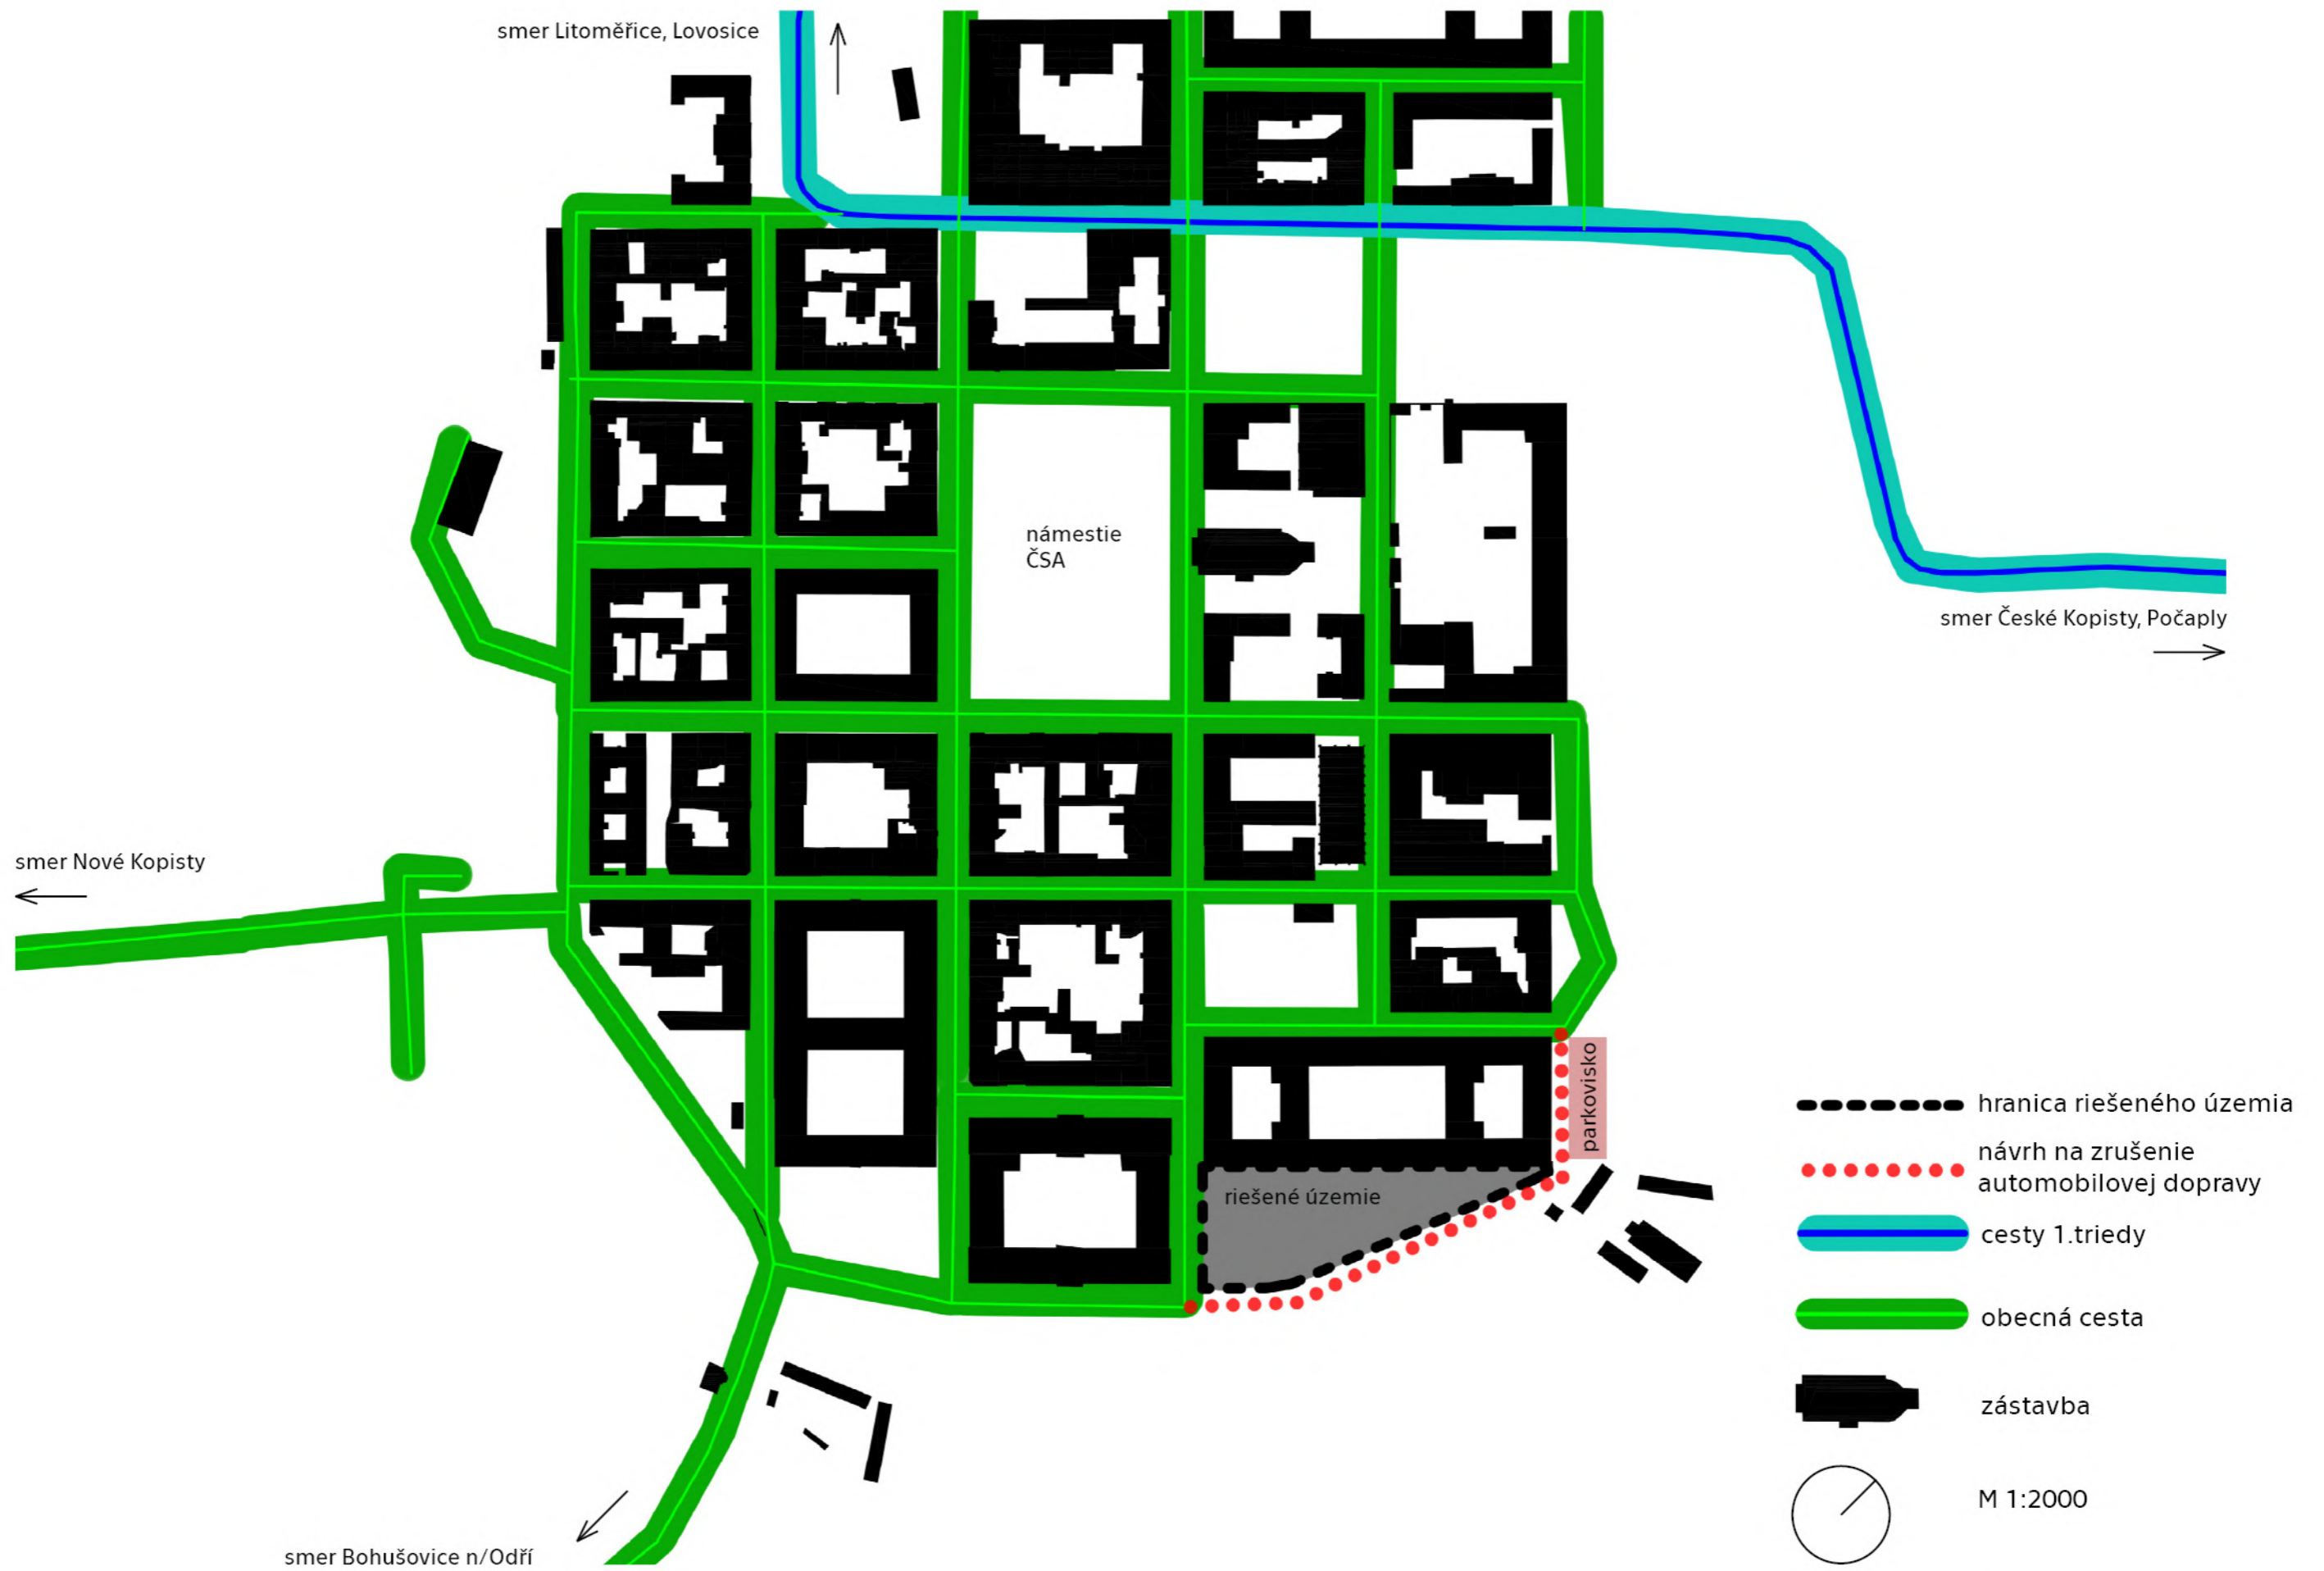 smer Litoměřice, Lovosice
námestie
ČSA
smer České Kopisty, Počaply
smer Nové Kopisty
parkovisko
riešené územie
hranica riešeného územia
návrh na zrušenie
automobilovej dopravy
cesty 1.triedy
obecná cesta
zástavba
M 1:2000
smer Bohušovice n/Odří